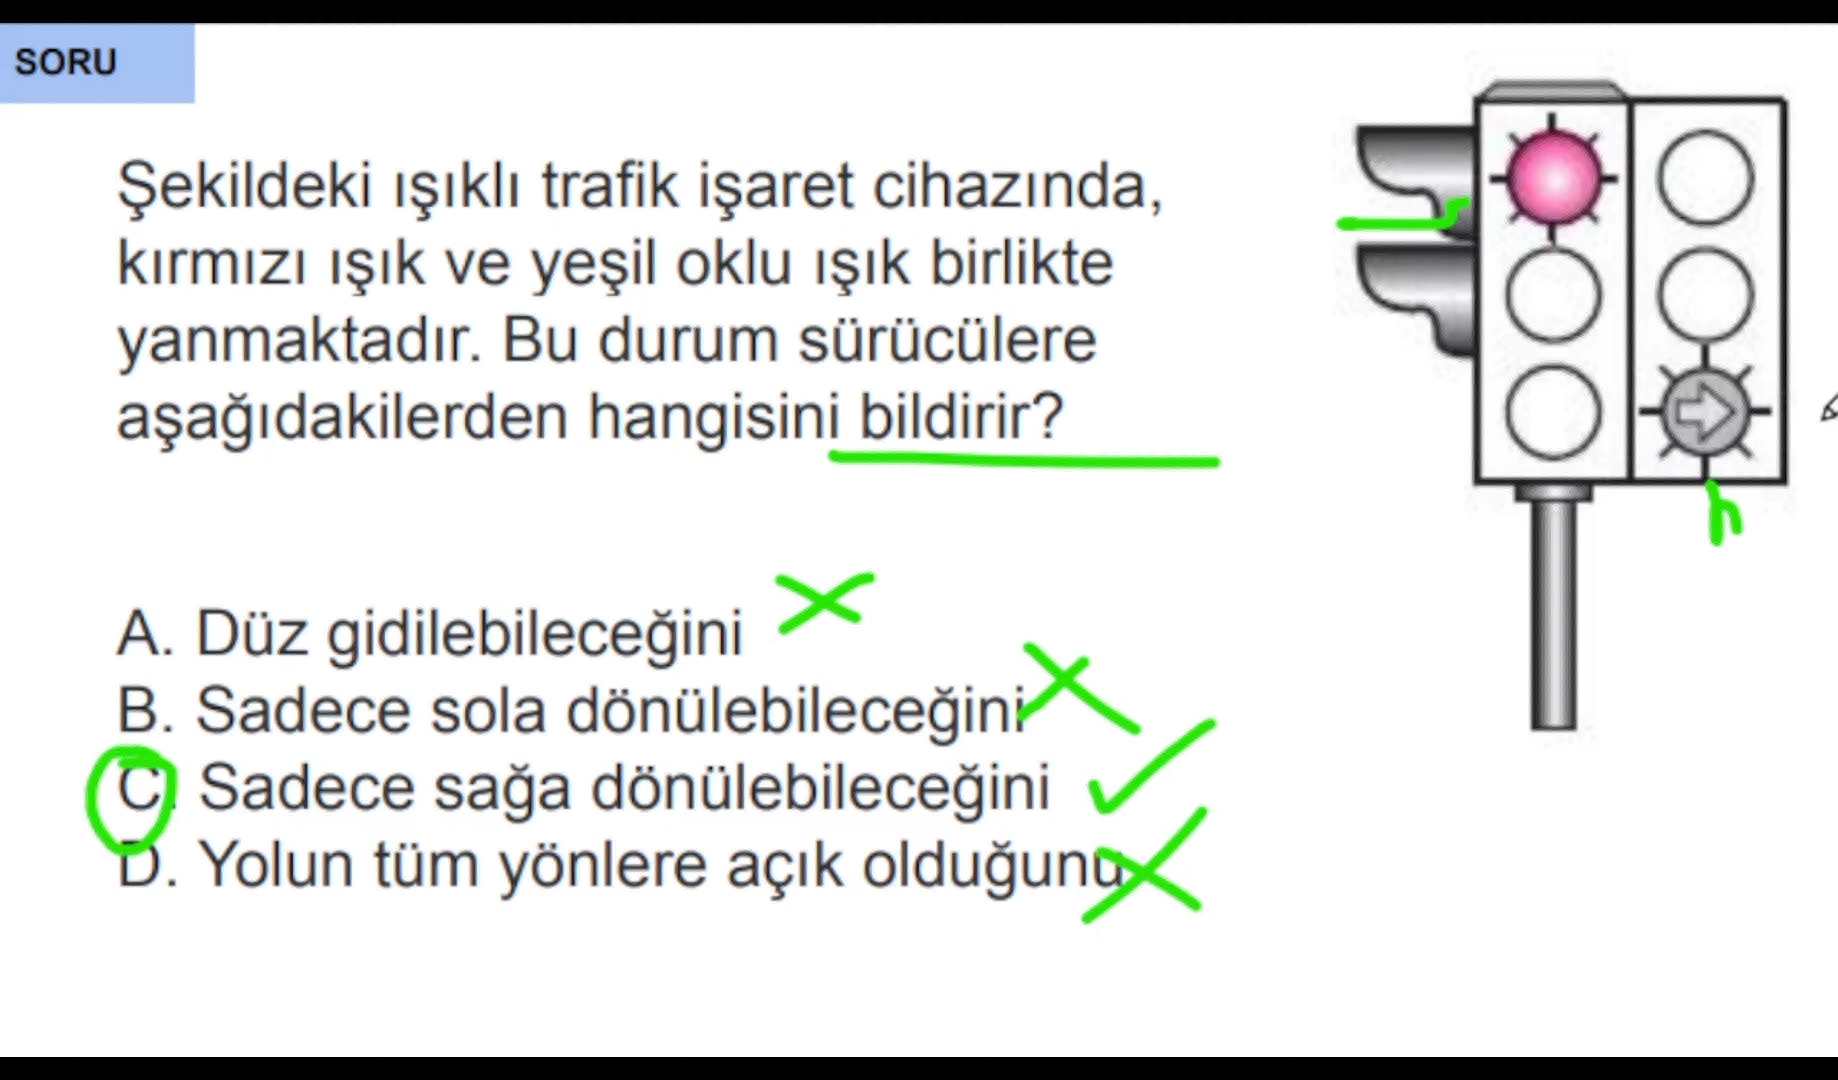 SORU
Şekildeki ışıklı trafik işaret cihazında,
kırmızı ışık ve yeşil oklu ışık birlikte
yanmaktadır. Bu durum sürücülere
aşağıdakilerden hangisini bildirir?
A. Düz gidilebileceğini
B. Sadece sola dönülebileceğini
C. Sadece sağa dönülebileceğini
D. Yolun tüm yönlere açık olduğunu